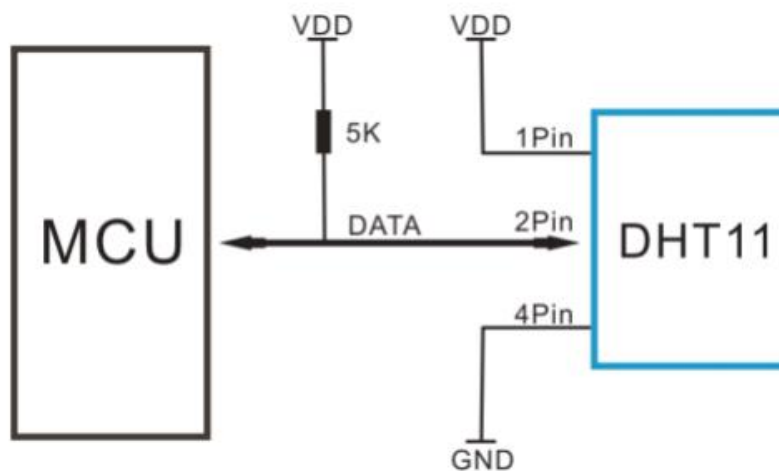 VDD
VDD
5K
1Pin
MCU
DATA
2Pin
DHT11
4Pin
GND